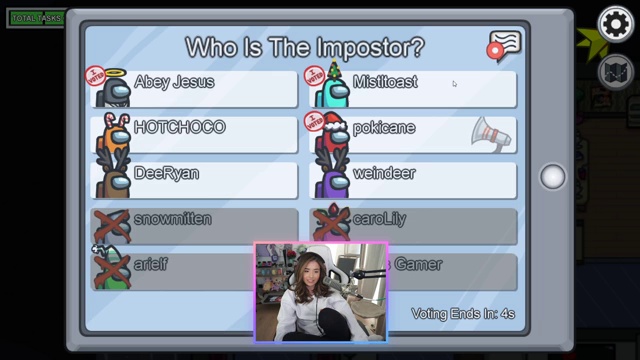 TOTAL TASKS
Who Is The Impostor?
I VOTED
Abey Jesus
I VOTED
Mistitoast
HOTCHOCO
I VOTED
pokicane
DeeRyan
weindeer
snowmitten
caroLily
arielf
Gamer
Voting Ends In: 4s